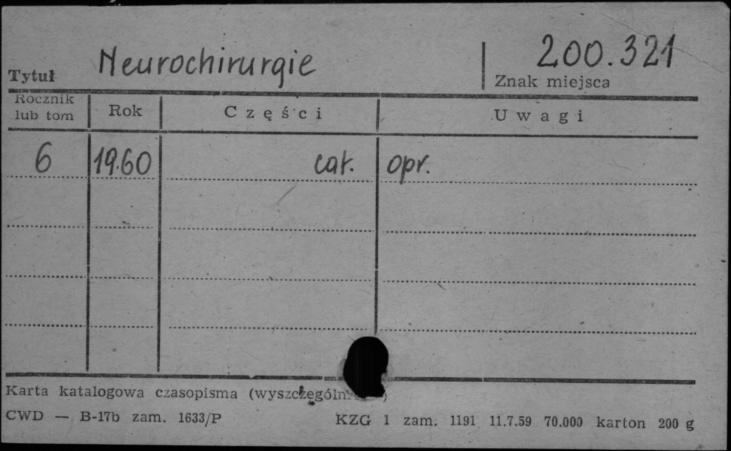 Tytuł Neurochirurgie 200.321
Znak miejsca
Rocznik lub tom Rok Części Uwagi
6 1960 cał. opr.
Karta katalogowa czasopisma
CWD — B-17b zam. 1633/P KZG 1 zam. 1191 11.7.59 70.000 karton 200 g